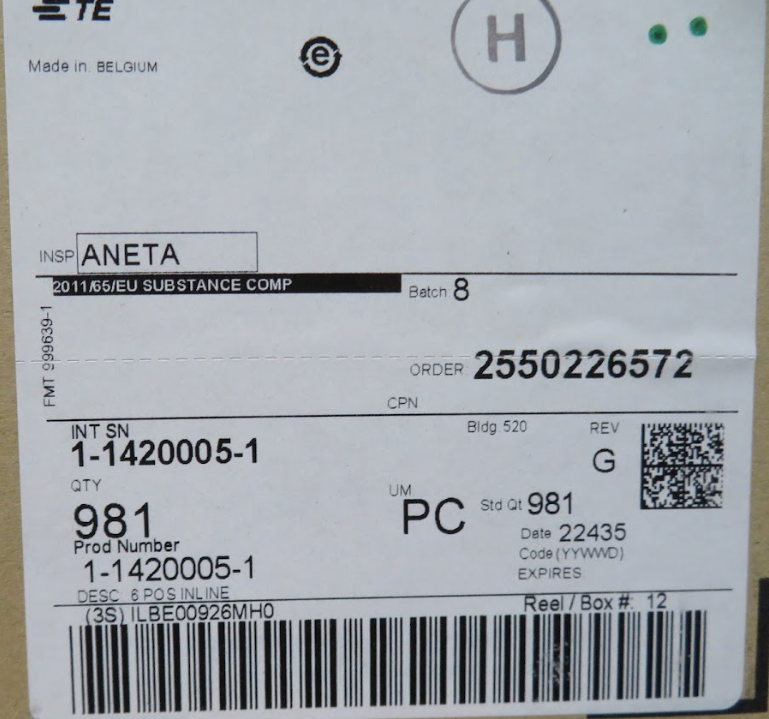 TE
H
Made in. BELGIUM
e
INSP ANETA
2011/65/EU SUBSTANCE COMP
Batch 8
FMT 999639-1
ORDER 2550226572
CPN
INT SN
1-1420005-1
Bldg. 520
REV
G
QTY
981
UM
PC
Std Qt 981
Date 22435
Code (YYWWD)
EXPIRES
Prod Number
1-1420005-1
DESC 6 POS INLINE
Reel / Box #: 12
(3S) ILBE00926MH0